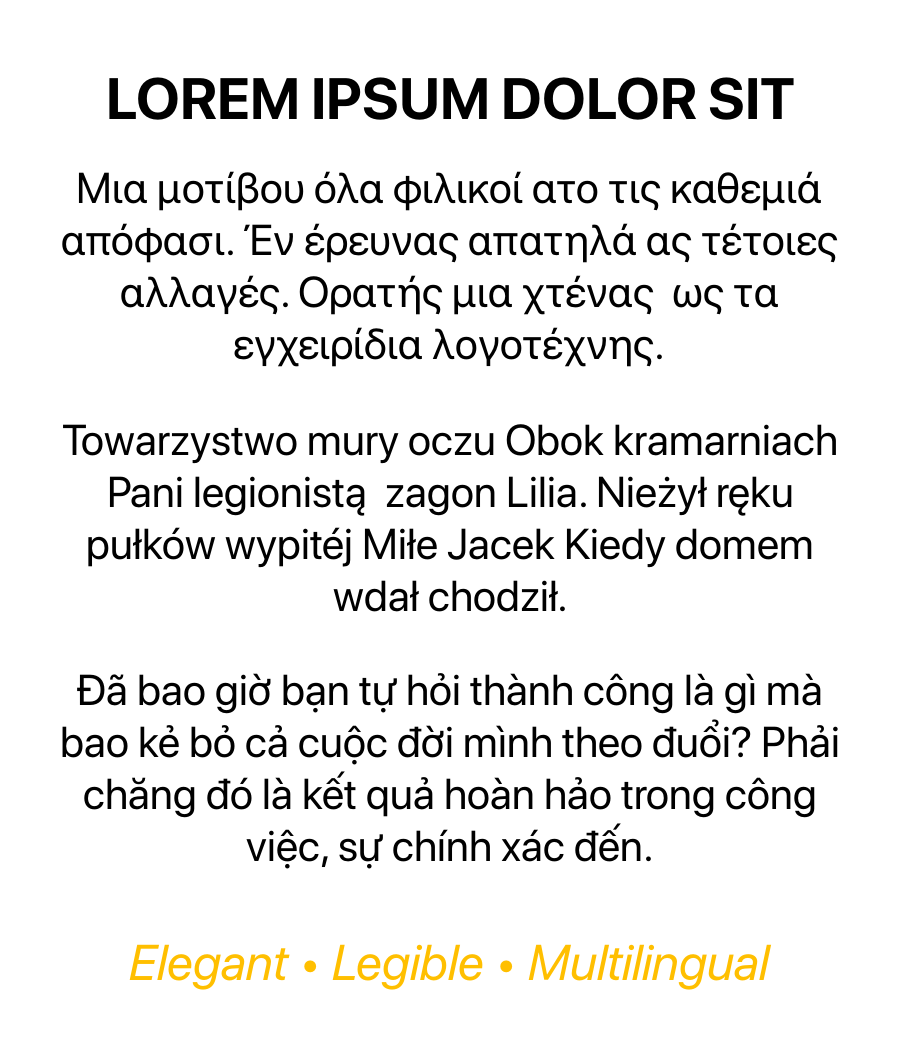 LOREM IPSUM DOLOR SIT
Μια μοτίβου όλα φιλικοί ατο τις καθεμιά
απόφασι. Έν έρευνας απατηλά ας τέτοιες
αλλαγές. Ορατής μια χτένας  ως τα
εγχειρίδια λογοτέχνης.
Towarzystwo mury oczu Obok kramarniach
Pani legionistą  zagon Lilia. Nieżył ręku
pułków wypitéj Miłe Jacek Kiedy domem
wdał chodził.
Đã bao giờ bạn tự hỏi thành công là gì mà
bao kẻ bỏ cả cuộc đời mình theo đuổi? Phải
chăng đó là kết quả hoàn hảo trong công
việc, sự chính xác đến.
Elegant • Legible • Multilingual